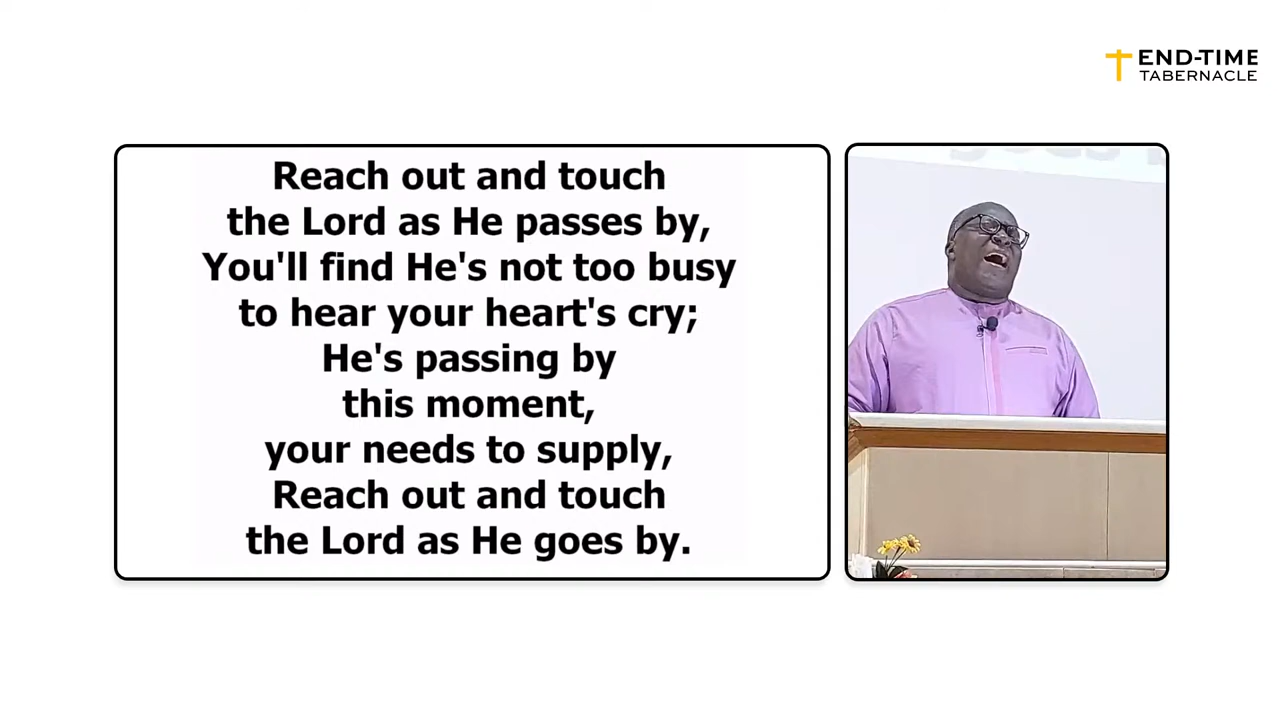 END-TIME
TABERNACLE
Reach out and touch
the Lord as He passes by,
You'll find He's not too busy
to hear your heart's cry;
He's passing by
this moment,
your needs to supply,
Reach out and touch
the Lord as He goes by.